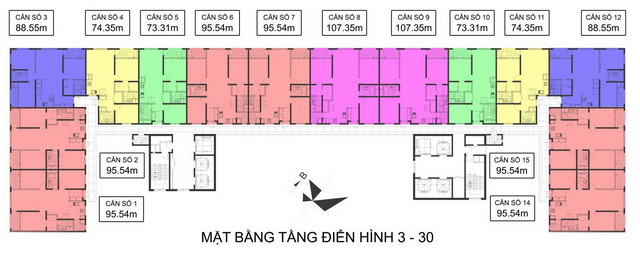 CĂN SỐ 3
88.55m
CĂN SỐ 4
74.35m
CĂN SỐ 5
73.31m
CĂN SỐ 6
95.54m
CĂN SỐ 7
95.54m
CĂN SỐ 8
107.35m
CĂN SỐ 9
107.35m
CĂN SỐ 10
73.31m
CĂN SỐ 11
74.35m
CĂN SỐ 12
88.55m
CĂN SỐ 2
95.54m
CĂN SỐ 15
95.54m
CĂN SỐ 1
95.54m
CĂN SỐ 14
95.54m
B
MẶT BẰNG TẦNG ĐIỂN HÌNH 3 - 30